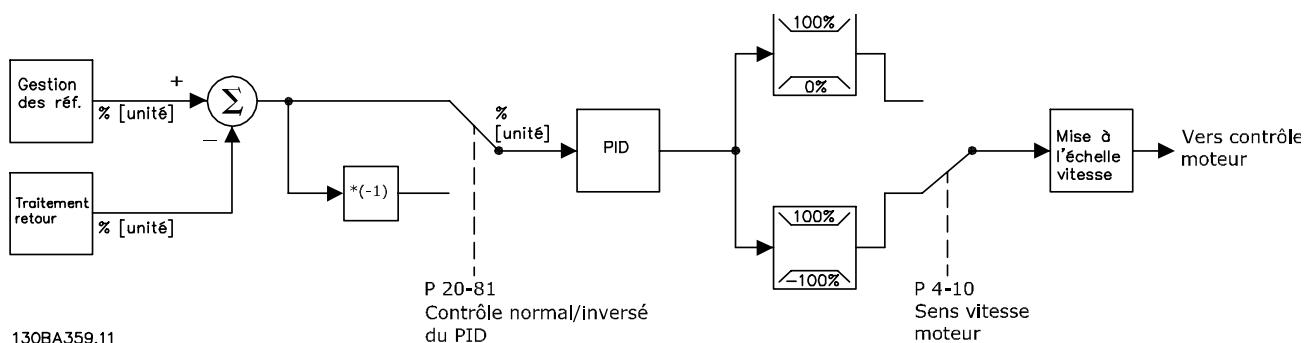 Gestion
des réf.
+
% [unité]
Σ
_
Traitement
retour
% [unité]
*(-1)
%
[unité]
P 20-81
Contrôle normal/inversé
du PID
PID
100%
0%
100%
-100%
P 4-10
Sens vitesse
moteur
Mise à
l'échelle
vitesse
Vers contrôle
moteur
130BA359.11